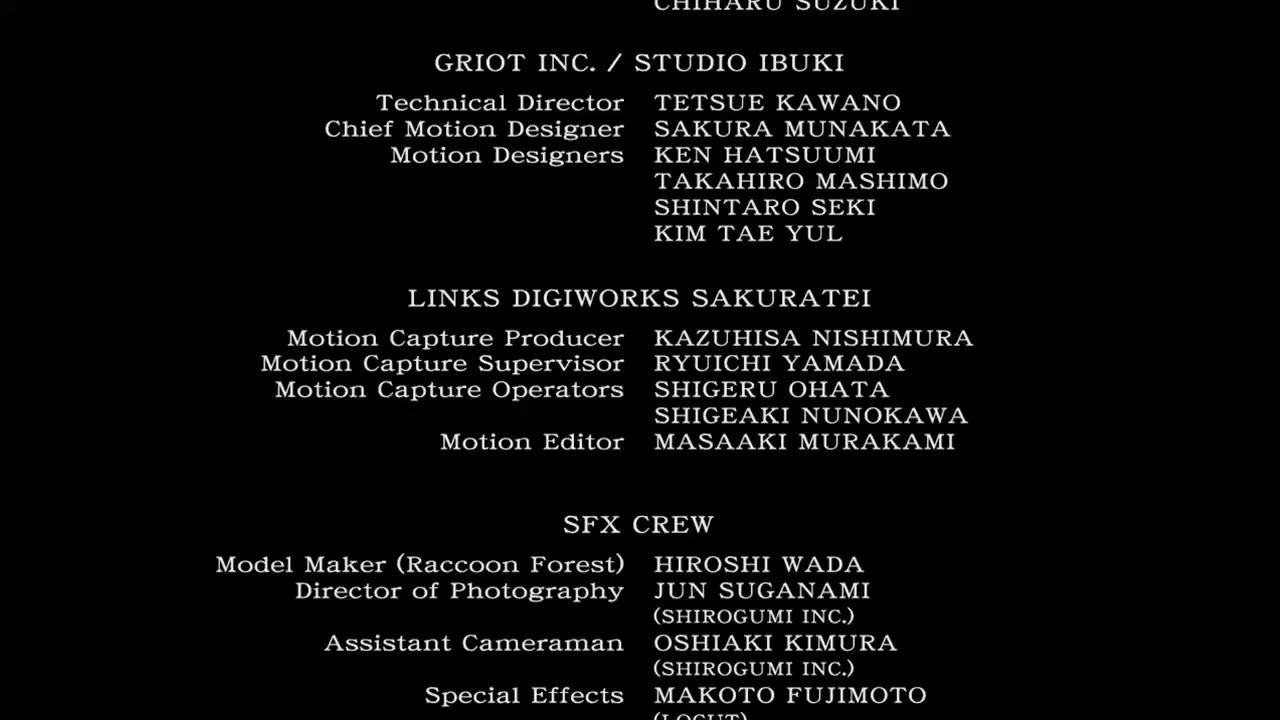 CHIHARU SUZUKI
GRIOT INC. / STUDIO IBUKI
Technical Director TETSUE KAWANO
Chief Motion Designer SAKURA MUNAKATA
Motion Designers KEN HATSUUMI
TAKAHIRO MASHIMO
SHINTARO SEKI
KIM TAE YUL
LINKS DIGIWORKS SAKURATEI
Motion Capture Producer KAZUHISA NISHIMURA
Motion Capture Supervisor RYUICHI YAMADA
Motion Capture Operators SHIGERU OHATA
SHIGEAKI NUNOKAWA
Motion Editor MASAAKI MURAKAMI
SFX CREW
Model Maker (Raccoon Forest) HIROSHI WADA
Director of Photography JUN SUGANAMI
(SHIROGUMI INC.)
Assistant Cameraman OSHIAKI KIMURA
(SHIROGUMI INC.)
Special Effects MAKOTO FUJIMOTO
(LOCUT)